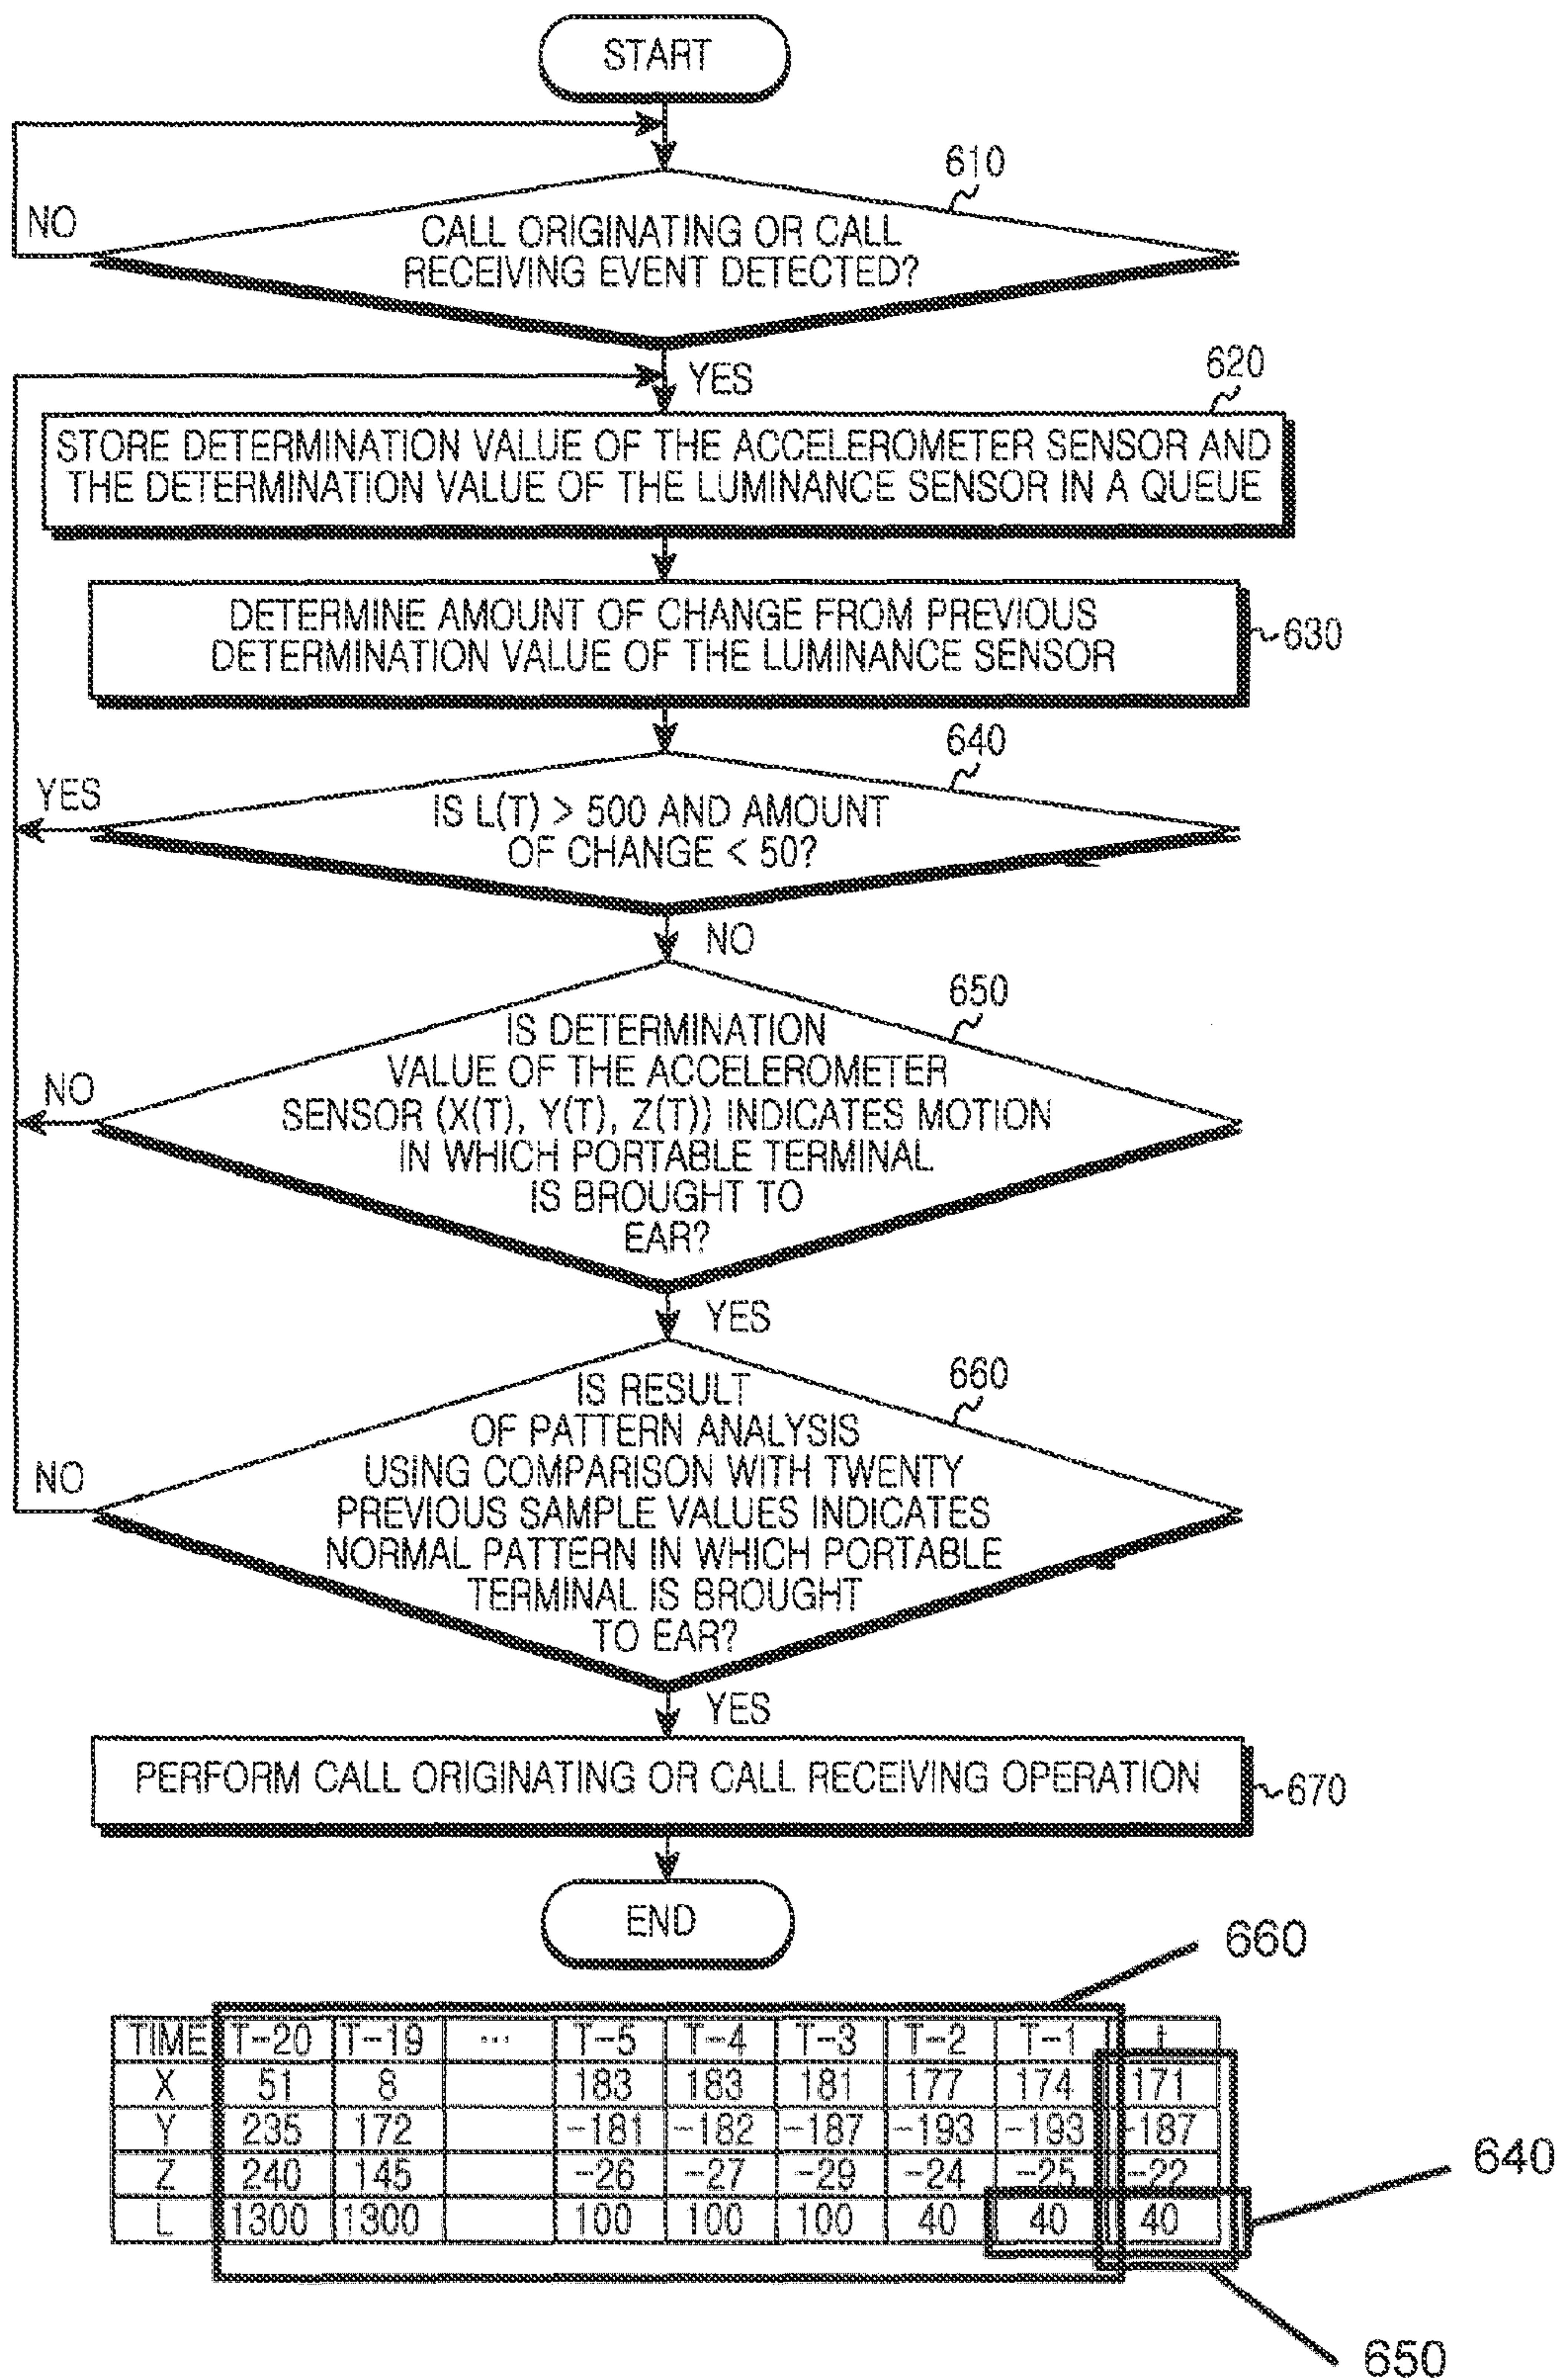 START
610
NO
CALL ORIGINATING OR CALL
RECEIVING EVENT DETECTED?
YES
620
STORE DETERMINATION VALUE OF THE ACCELEROMETER SENSOR AND
THE DETERMINATION VALUE OF THE LUMINANCE SENSOR IN A QUEUE
DETERMINE AMOUNT OF CHANGE FROM PREVIOUS
DETERMINATION VALUE OF THE LUMINANCE SENSOR
630
640
YES
IS L(T) > 500 AND AMOUNT
OF CHANGE < 50?
NO
650
IS DETERMINATION
VALUE OF THE ACCELEROMETER
SENSOR (X(T), Y(T), Z(T)) INDICATES MOTION
IN WHICH PORTABLE TERMINAL
IS BROUGHT TO
EAR?
NO
YES
660
IS RESULT
OF PATTERN ANALYSIS
USING COMPARISON WITH TWENTY
PREVIOUS SAMPLE VALUES INDICATES
NORMAL PATTERN IN WHICH PORTABLE
TERMINAL IS BROUGHT
TO EAR?
NO
YES
PERFORM CALL ORIGINATING OR CALL RECEIVING OPERATION
670
END
660
TIME T-20 T-19 ... T-5 T-4 T-3 T-2 T-1 t
X 51 8 183 183 181 177 174 171
Y 235 172 -181 -182 -187 -193 -193 -187
Z 240 145 -26 -27 -29 -24 -25 -22
L 1300 1300 100 100 100 40 40 40
640
650